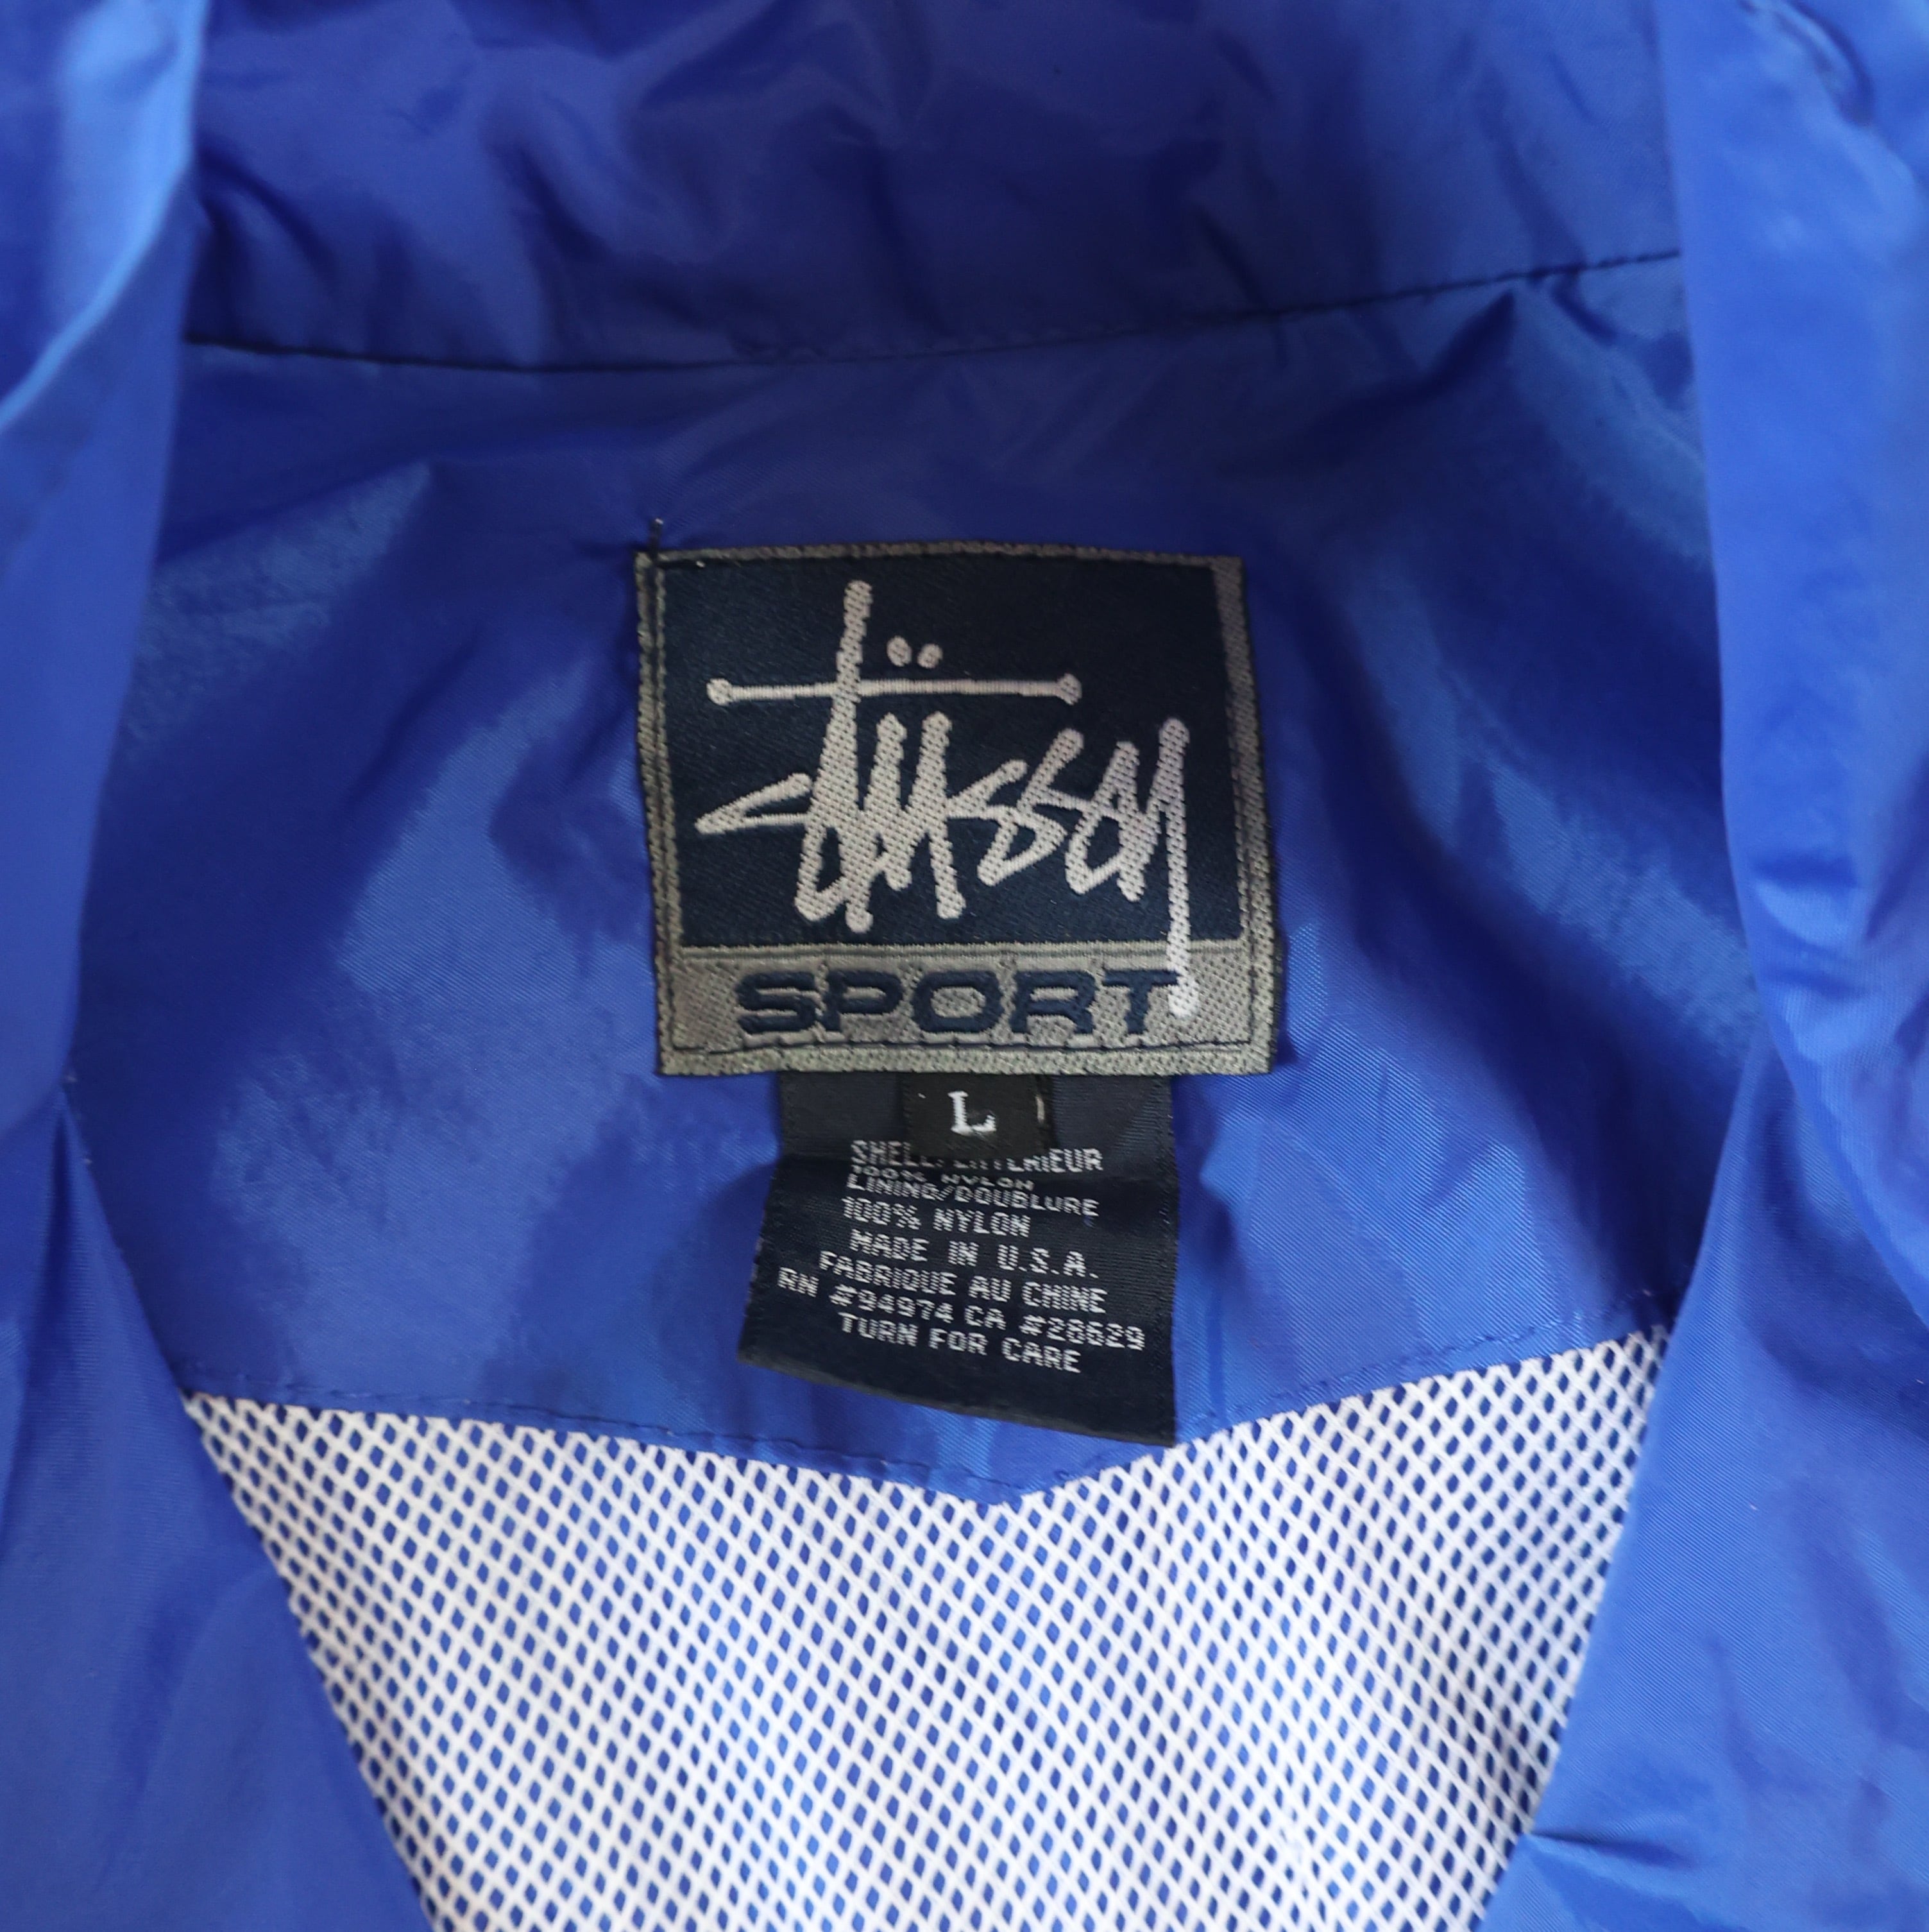 Stüssy
SPORT
L
SHELL/EXTERIEUR
100% NYLON
LINING/DOUBLURE
100% NYLON
MADE IN U.S.A.
FABRIQUE AU CHINE
RN #94974 CA #28629
TURN FOR CARE